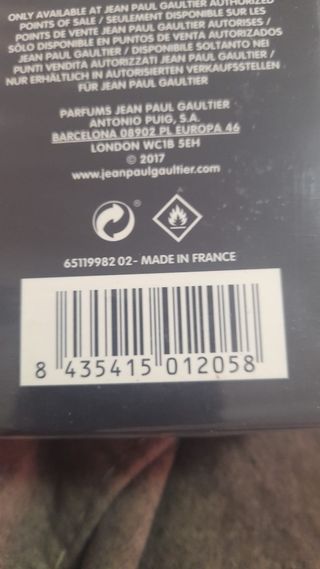 ONLY AVAILABLE AT JEAN PAUL GAULTIER AUTHORIZED
POINTS OF SALE / SEULEMENT DISPONIBLE SUR LES
POINTS DE VENTE JEAN PAUL GAULTIER AUTORISES /
SÓLO DISPONIBLE EN PUNTOS DE VENTA AUTORIZADOS
JEAN PAUL GAULTIER / DISPONIBILE SOLTANTO NEI
PUNTI VENDITA AUTORIZZATI JEAN PAUL GAULTIER /
NUR ERHÄLTLICH IN AUTORISIERTEN VERKAUFSSTELLEN
FÜR JEAN PAUL GAULTIER
PARFUMS JEAN PAUL GAULTIER
ANTONIO PUIG, S.A.
BARCELONA 08902 PL EUROPA 46
LONDON WC1B 5EH
© 2017
www.jeanpaulgaultier.com
®
65119982 02- MADE IN FRANCE
8 435415 012058